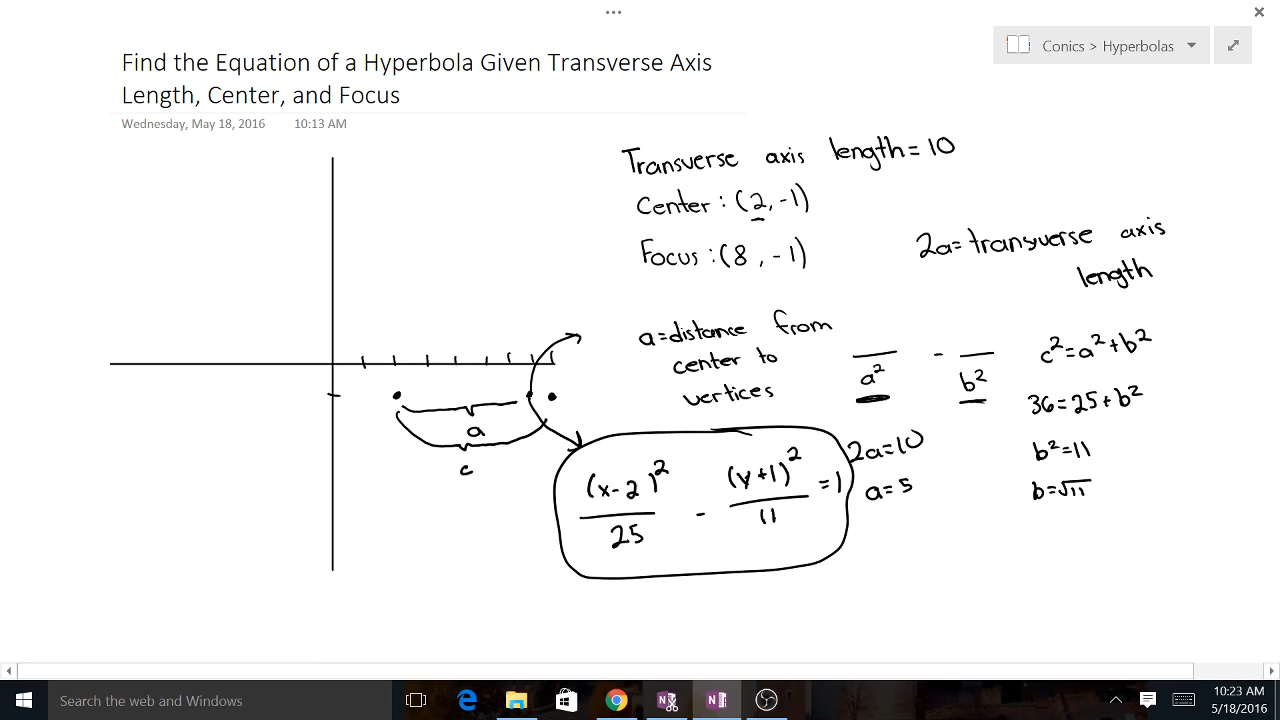 Conics > Hyperbolas
Find the Equation of a Hyperbola Given Transverse Axis
Length, Center, and Focus
Wednesday, May 18, 2016 10:13 AM
Transverse axis length = 10
Center : (2, -1)
Focus : (8, -1)
2a = transverse axis
length
a = distance from
center to
vertices
a² - b²
c² = a² + b²
36 = 25 + b²
b² = 11
b = √11
2a = 10
a = 5
a
c
(x-2)²/25 - (y+1)²/11 = 1
Search the web and Windows
10:23 AM
5/18/2016